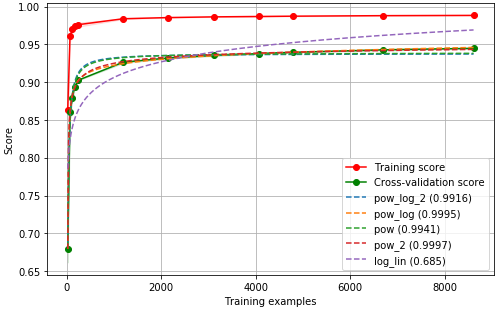 1.00
0.95
0.90
0.85
0.80
0.75
0.70
0.65
Score
0
2000
4000
6000
8000
Training examples
Training score
Cross-validation score
pow_log_2 (0.9916)
pow_log (0.9995)
pow (0.9941)
pow_2 (0.9997)
log_lin (0.685)